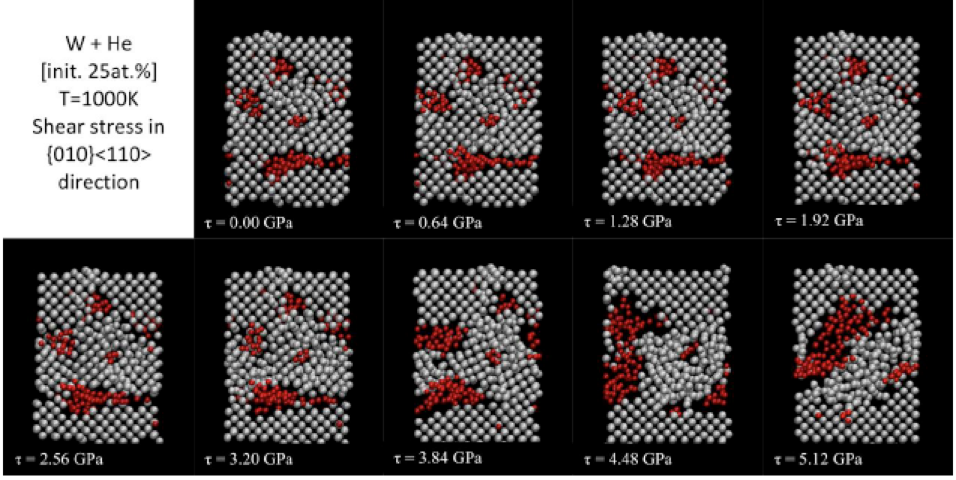 W + He
[init. 25at.%]
T=1000K
Shear stress in
{010}<110>
direction
τ = 0.00 GPa
τ = 0.64 GPa
τ = 1.28 GPa
τ = 1.92 GPa
τ = 2.56 GPa
τ = 3.20 GPa
τ = 3.84 GPa
τ = 4.48 GPa
τ = 5.12 GPa